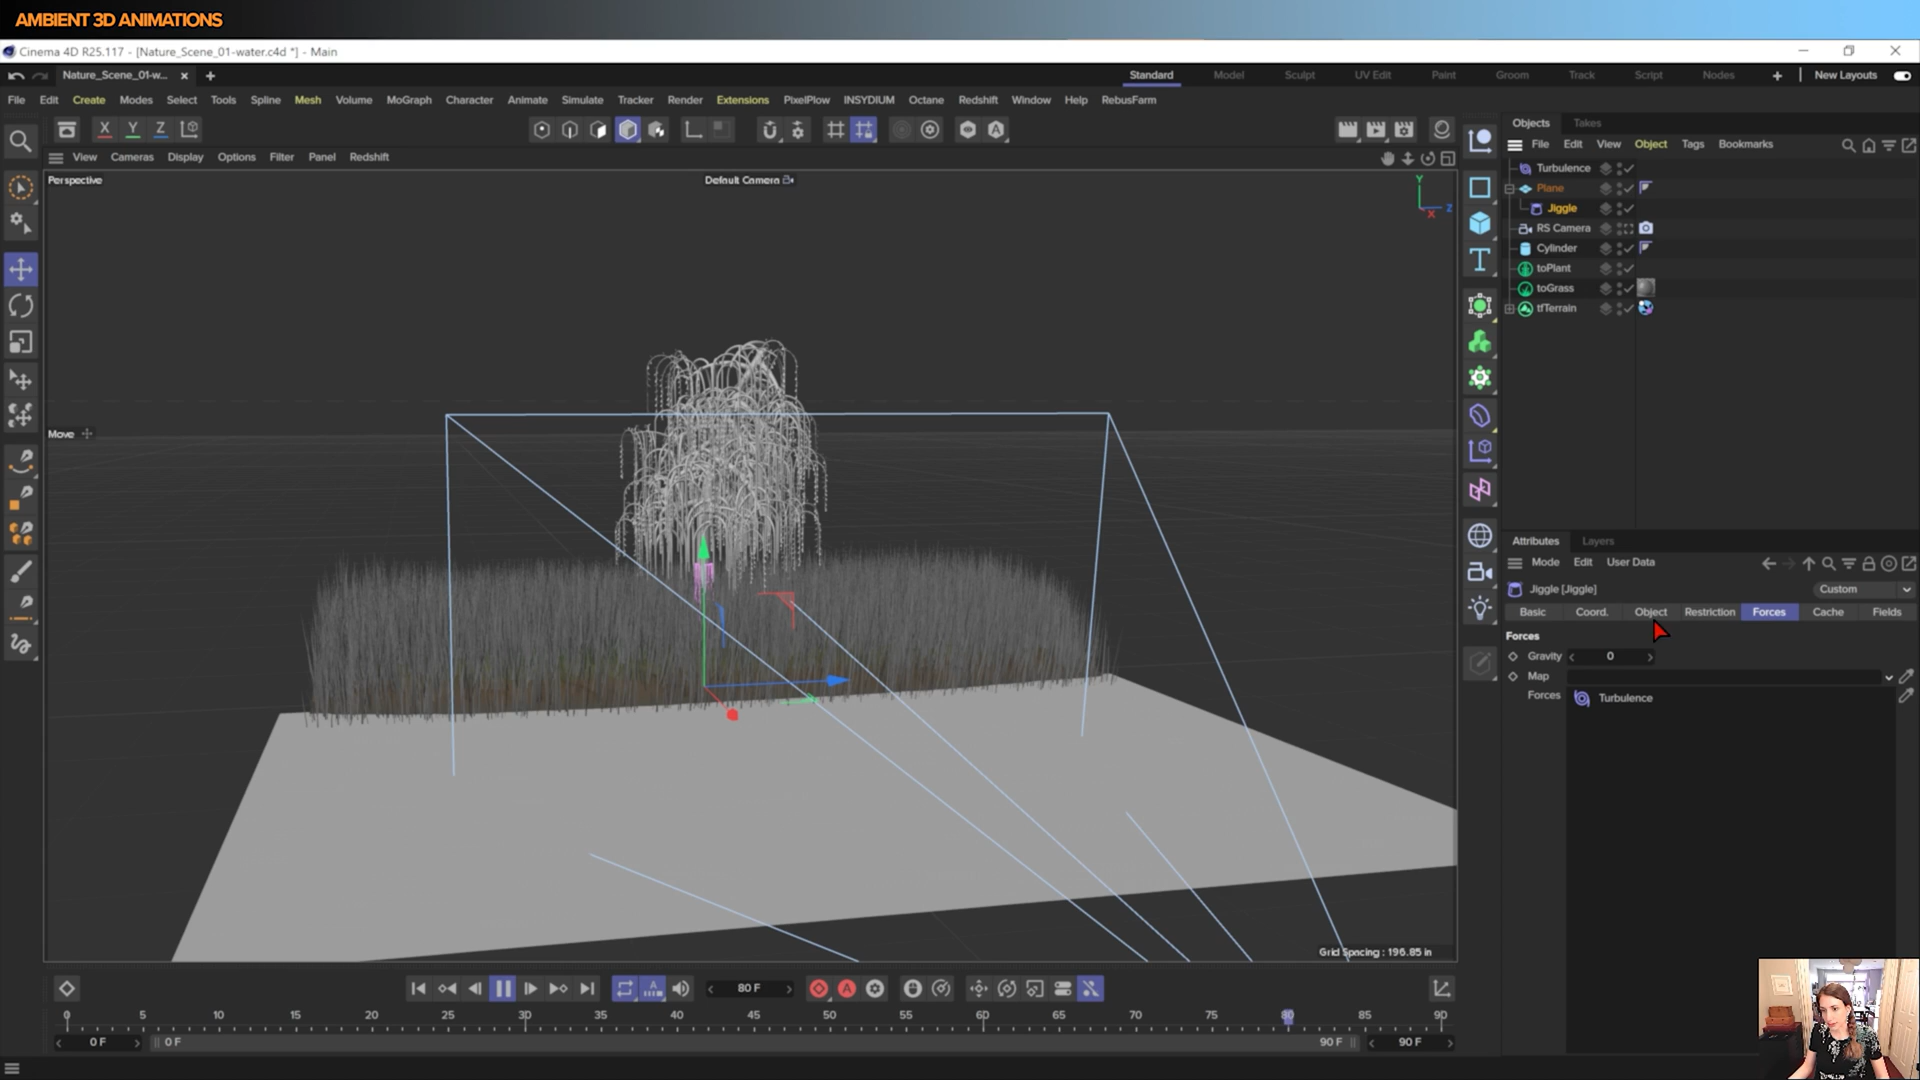 AMBIENT 3D ANIMATIONS
Cinema 4D R25.117 - [Nature_Scene_01-water.c4d *] - Main
Nature_Scene_01-w...
Standard Model Sculpt UV Edit Paint Groom Track Script Nodes New Layouts
File Edit Create Modes Select Tools Spline Mesh Volume MoGraph Character Animate Simulate Tracker Render Extensions PixelPlow INSYDIUM Octane Redshift Window Help RebusFarm
X Y Z
Objects Takes
File Edit View Object Tags Bookmarks
View Cameras Display Options Filter Panel Redshift
Perspective
Default Camera
Y
Z
X
Turbulence
Plane
Jiggle
RS Camera
Cylinder
toPlant
toGrass
tfTerrain
Move
Attributes Layers
Mode Edit User Data
Jiggle [Jiggle]
Custom
Basic Coord. Object Restriction Forces Cache Fields
Forces
Gravity 0
Map
Forces Turbulence
Grid Spacing : 196.85 in
80 F
0 5 10 15 20 25 30 35 40 45 50 55 60 65 70 75 80 85 90
0 F 0 F 90 F 90 F